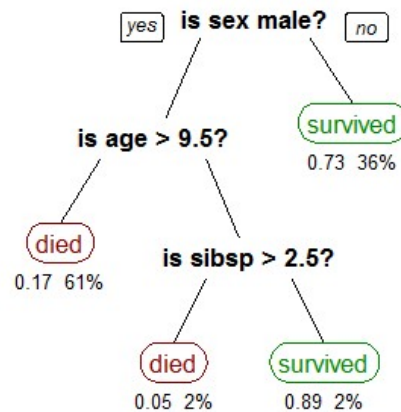 yes is sex male? no
is age > 9.5?
survived
0.73 36%
died
0.17 61%
is sibsp > 2.5?
died
0.05 2%
survived
0.89 2%